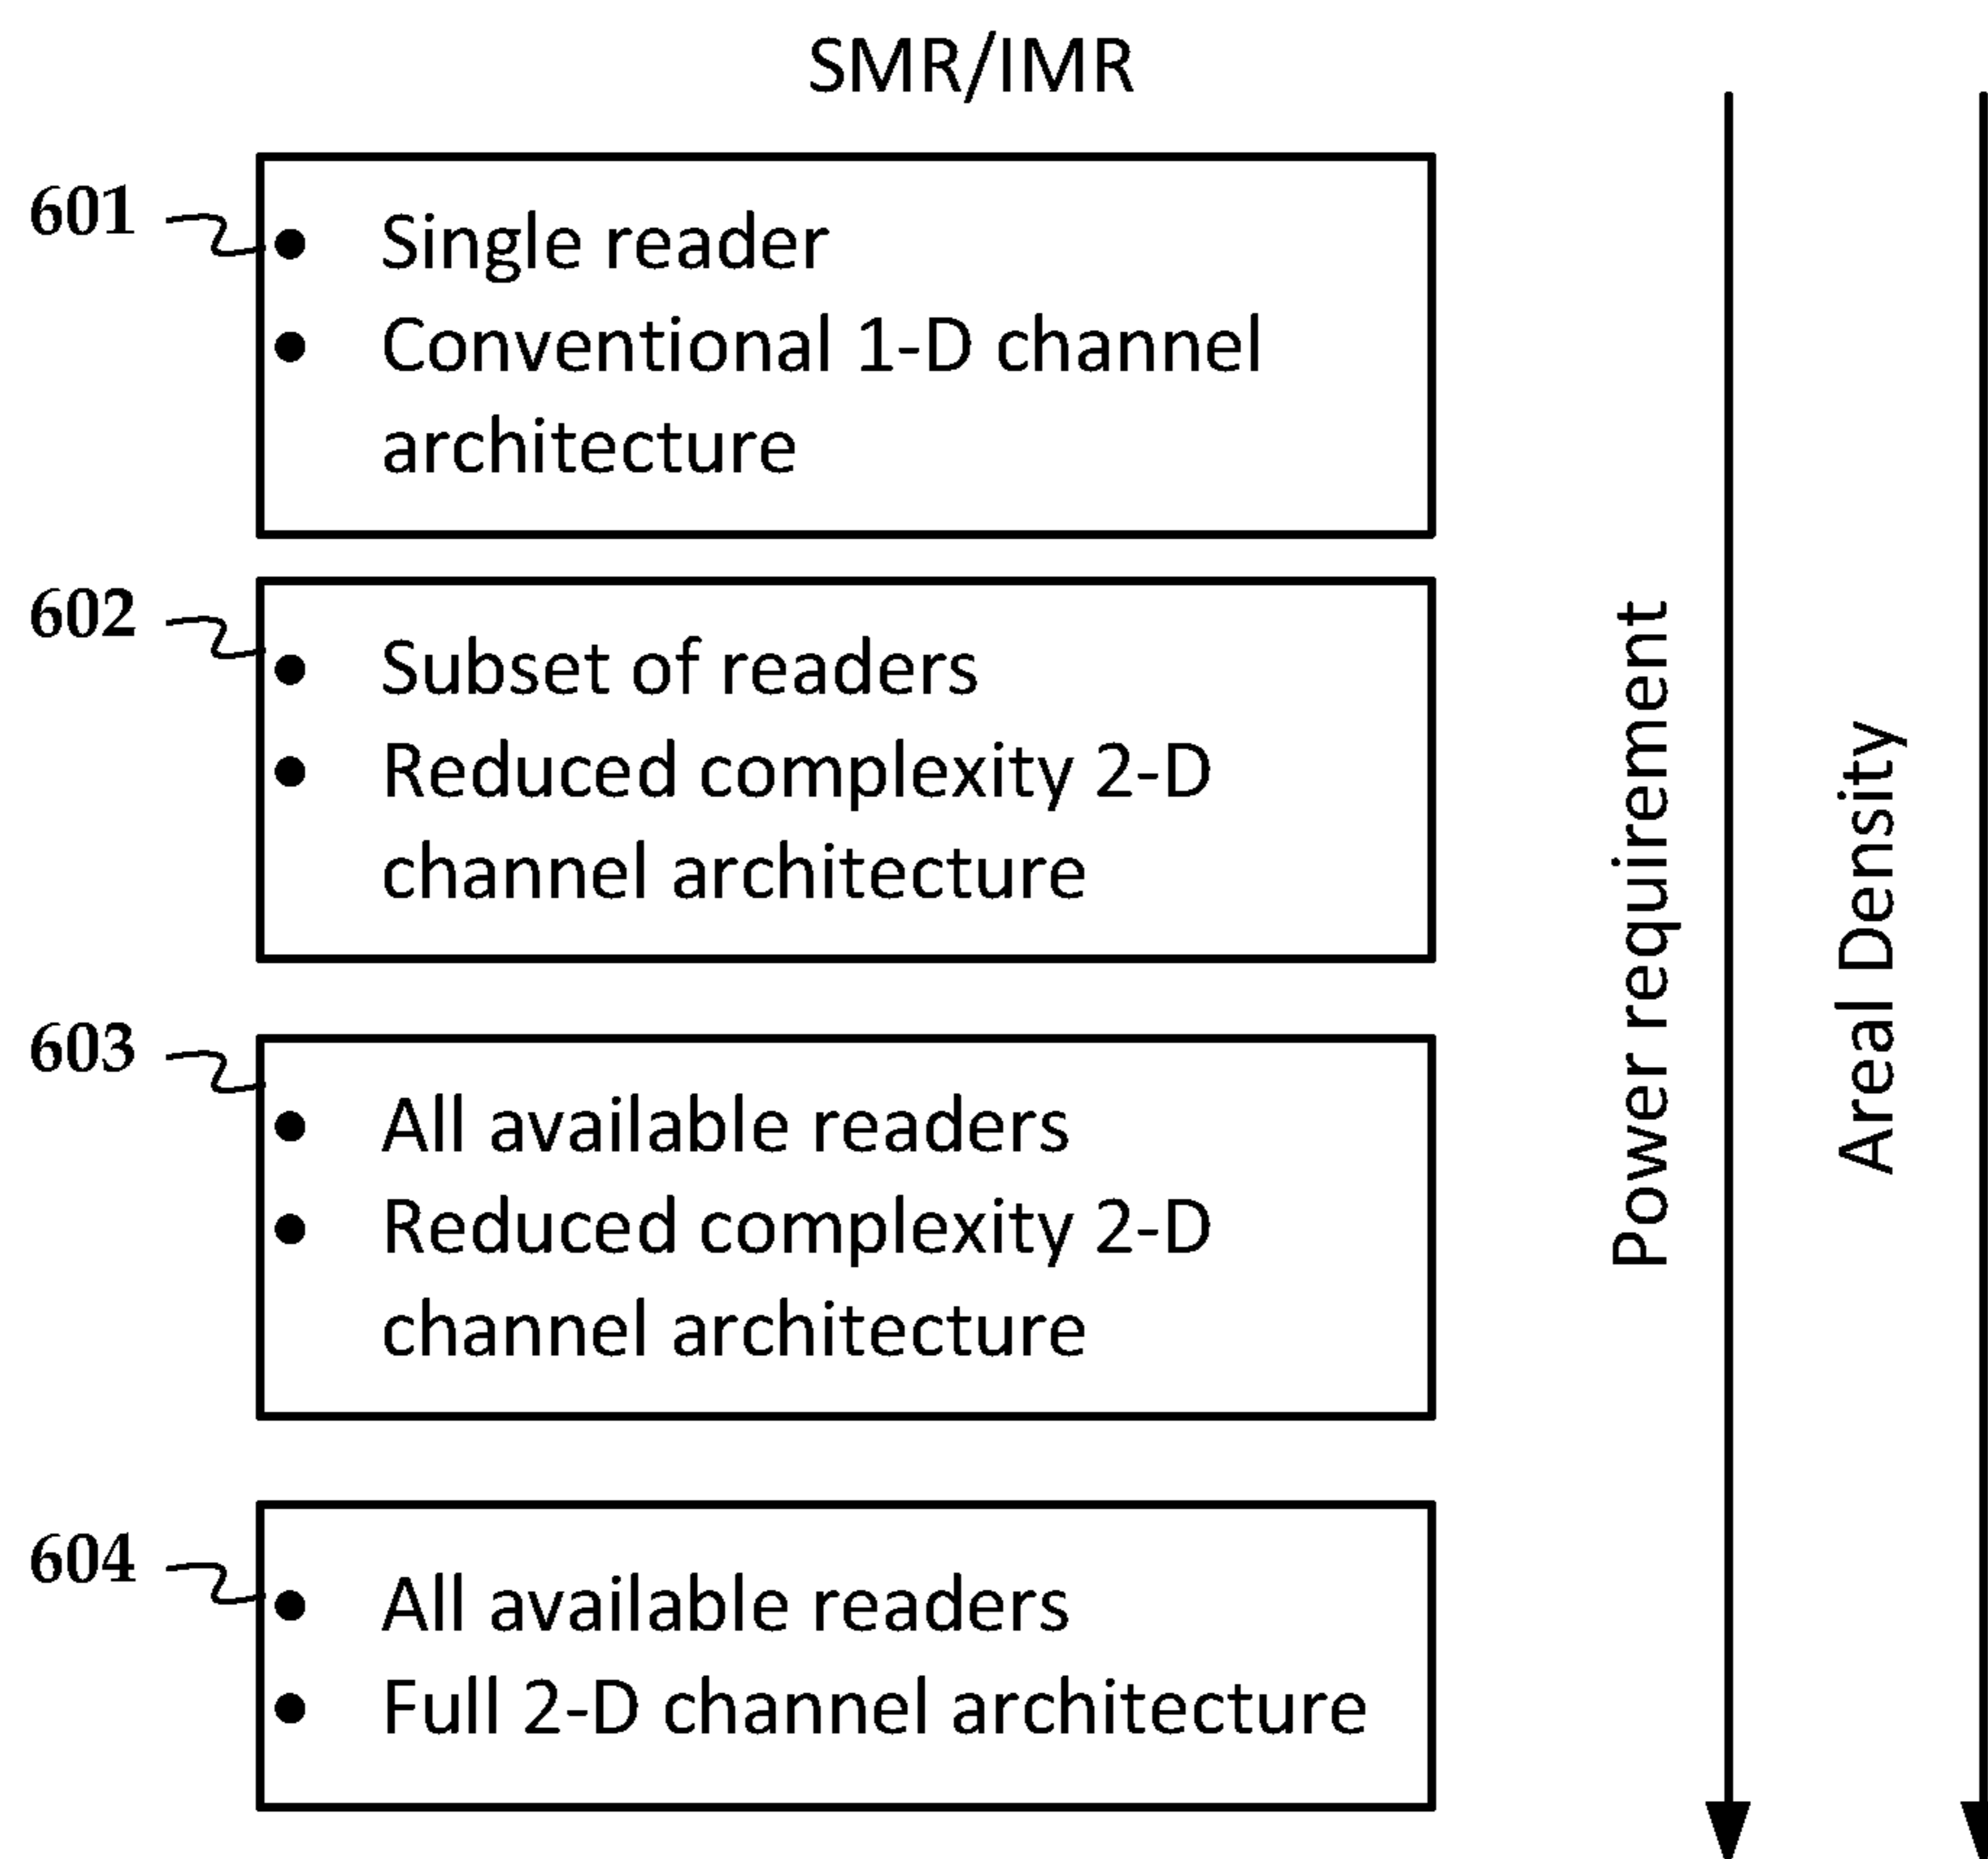 SMR/IMR
601
• Single reader
• Conventional 1-D channel
architecture
602
• Subset of readers
• Reduced complexity 2-D
channel architecture
603
• All available readers
• Reduced complexity 2-D
channel architecture
604
• All available readers
• Full 2-D channel architecture
Power requirement
Areal Density